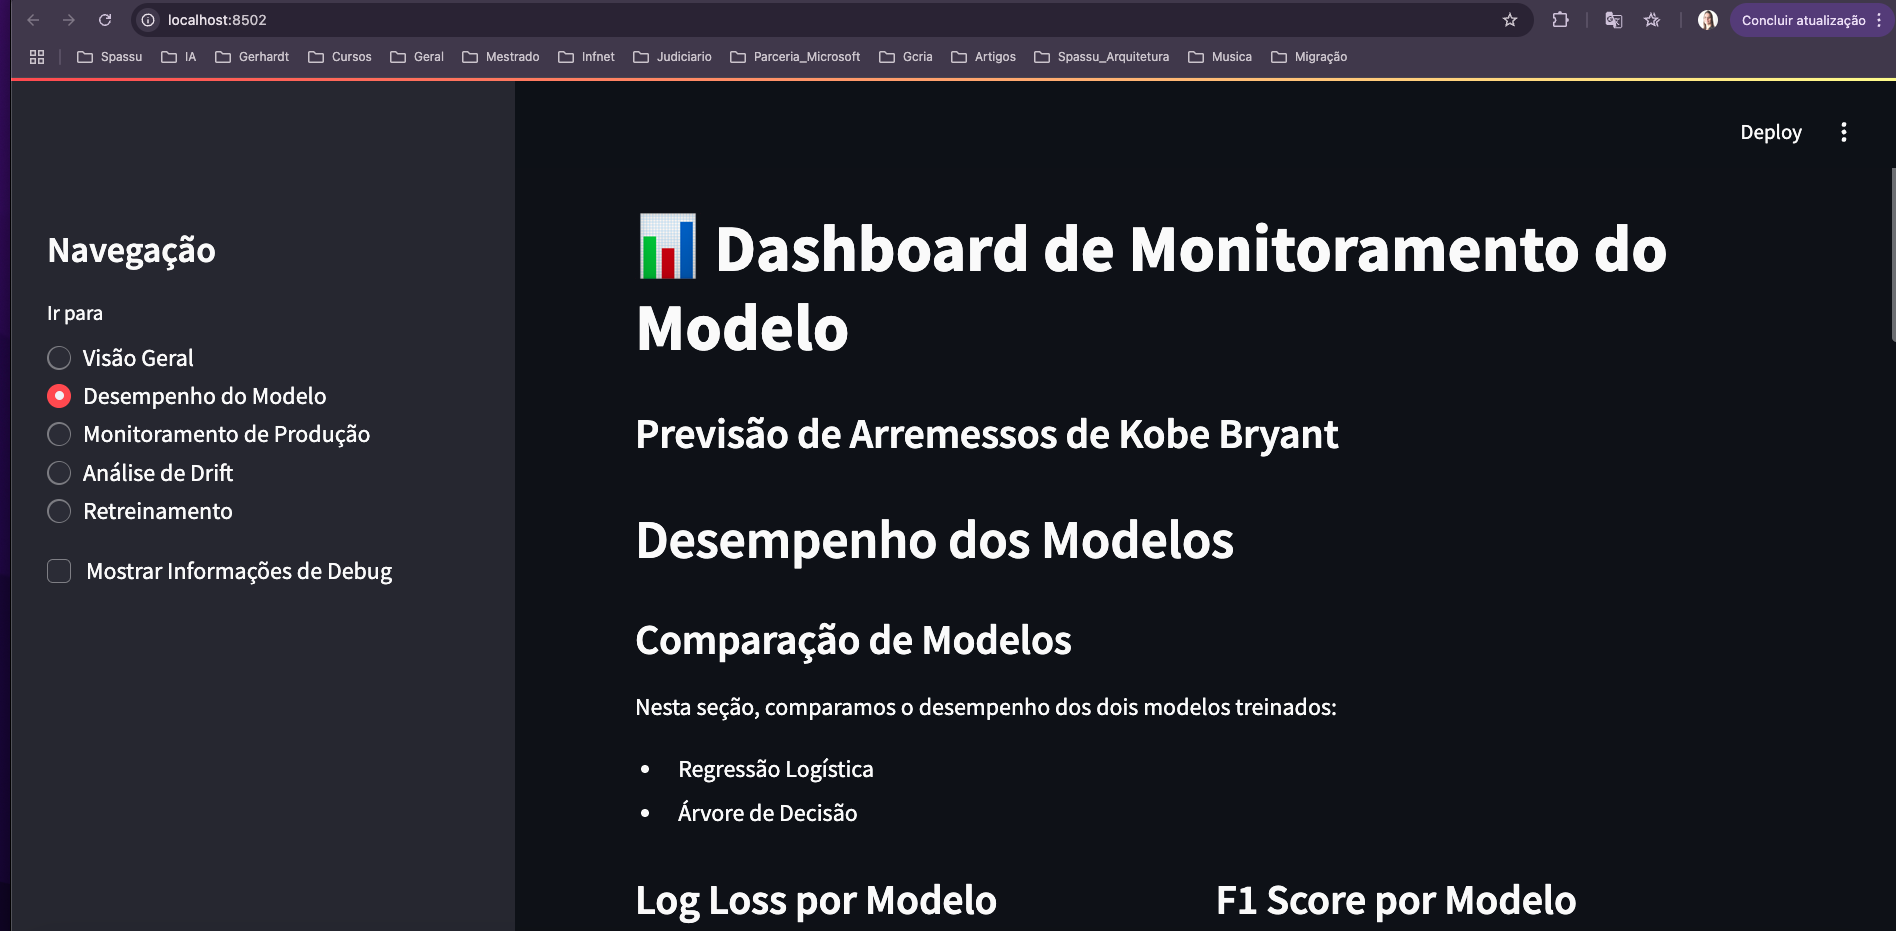 localhost:8502
Concluir atualização
Spassu
IA
Gerhardt
Cursos
Geral
Mestrado
Infnet
Judiciario
Parceria_Microsoft
Gcria
Artigos
Spassu_Arquitetura
Musica
Migração
Deploy
Navegação
Ir para
Visão Geral
Desempenho do Modelo
Monitoramento de Produção
Análise de Drift
Retreinamento
Mostrar Informações de Debug
Dashboard de Monitoramento do
Modelo
Previsão de Arremessos de Kobe Bryant
Desempenho dos Modelos
Comparação de Modelos
Nesta seção, comparamos o desempenho dos dois modelos treinados:
Regressão Logística
Árvore de Decisão
Log Loss por Modelo
F1 Score por Modelo